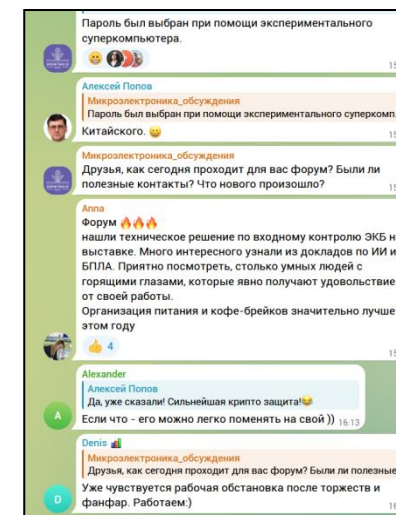 Пароль был выбран при помощи экспериментального
суперкомпьютера.
Алексей Попов
Микроэлектроника_обсуждения
Пароль был выбран при помощи экспериментального суперкомп
Китайского.
Микроэлектроника_обсуждения
Друзья, как сегодня проходит для вас форум? Были ли
полезные контакты? Что нового произошло?
Anna
Форум
нашли техническое решение по входному контролю ЭКБ н
выставке. Много интересного узнали из докладов по ИИ и
БПЛА. Приятно посмотреть, столько умных людей с
горящими глазами, которые явно получают удовольствие
от своей работы.
Организация питания и кофе-брейков значительно лучше
этом году
4
Alexander
Алексей Попов
Да, уже сказали! Сильнейшая крипто защита!
Если что - его можно легко поменять на свой )) 16:13
A
Denis
Микроэлектроника_обсуждения
Друзья, как сегодня проходит для вас форум? Были ли полезные
Уже чувствуется рабочая обстановка после торжеств и
фанфар. Работаем:)
D